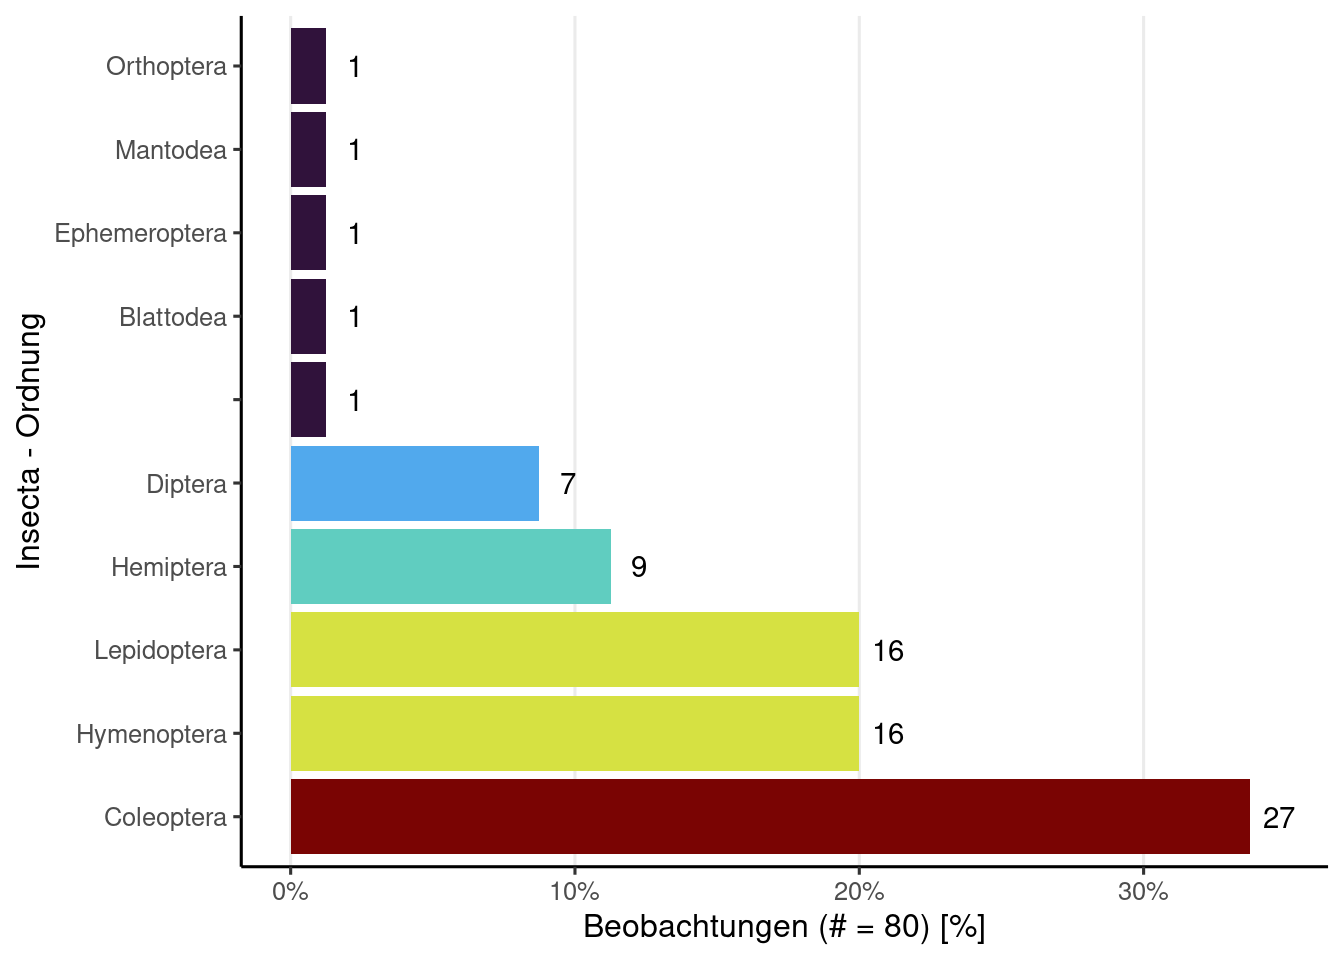 Insecta - Ordnung
Orthoptera 1
Mantodea 1
Ephemeroptera 1
Blattodea 1
1
Diptera 7
Hemiptera 9
Lepidoptera 16
Hymenoptera 16
Coleoptera 27
0% 10% 20% 30%
Beobachtungen (# = 80) [%]